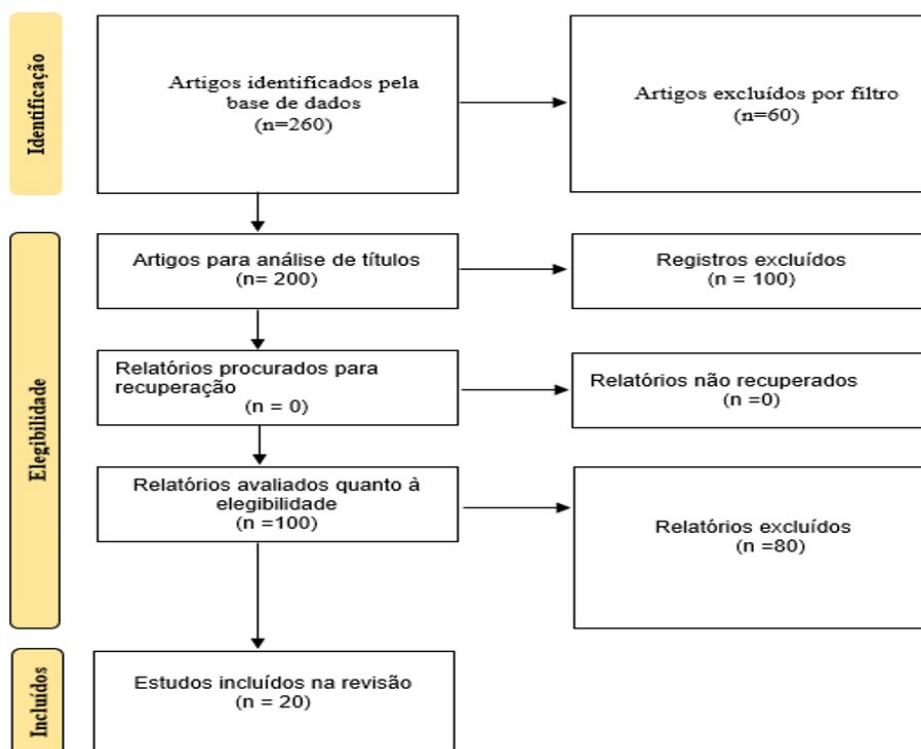 Identificação
Artigos identificados pela
base de dados
(n=260)
Artigos excluídos por filtro
(n=60)
Elegibilidade
Artigos para análise de títulos
(n= 200)
Registros excluídos
(n = 100)
Relatórios procurados para
recuperação
(n = 0)
Relatórios não recuperados
(n =0)
Relatórios avaliados quanto à
elegibilidade
(n =100)
Relatórios excluídos
(n =80)
Incluídos
Estudos incluídos na revisão
(n = 20)